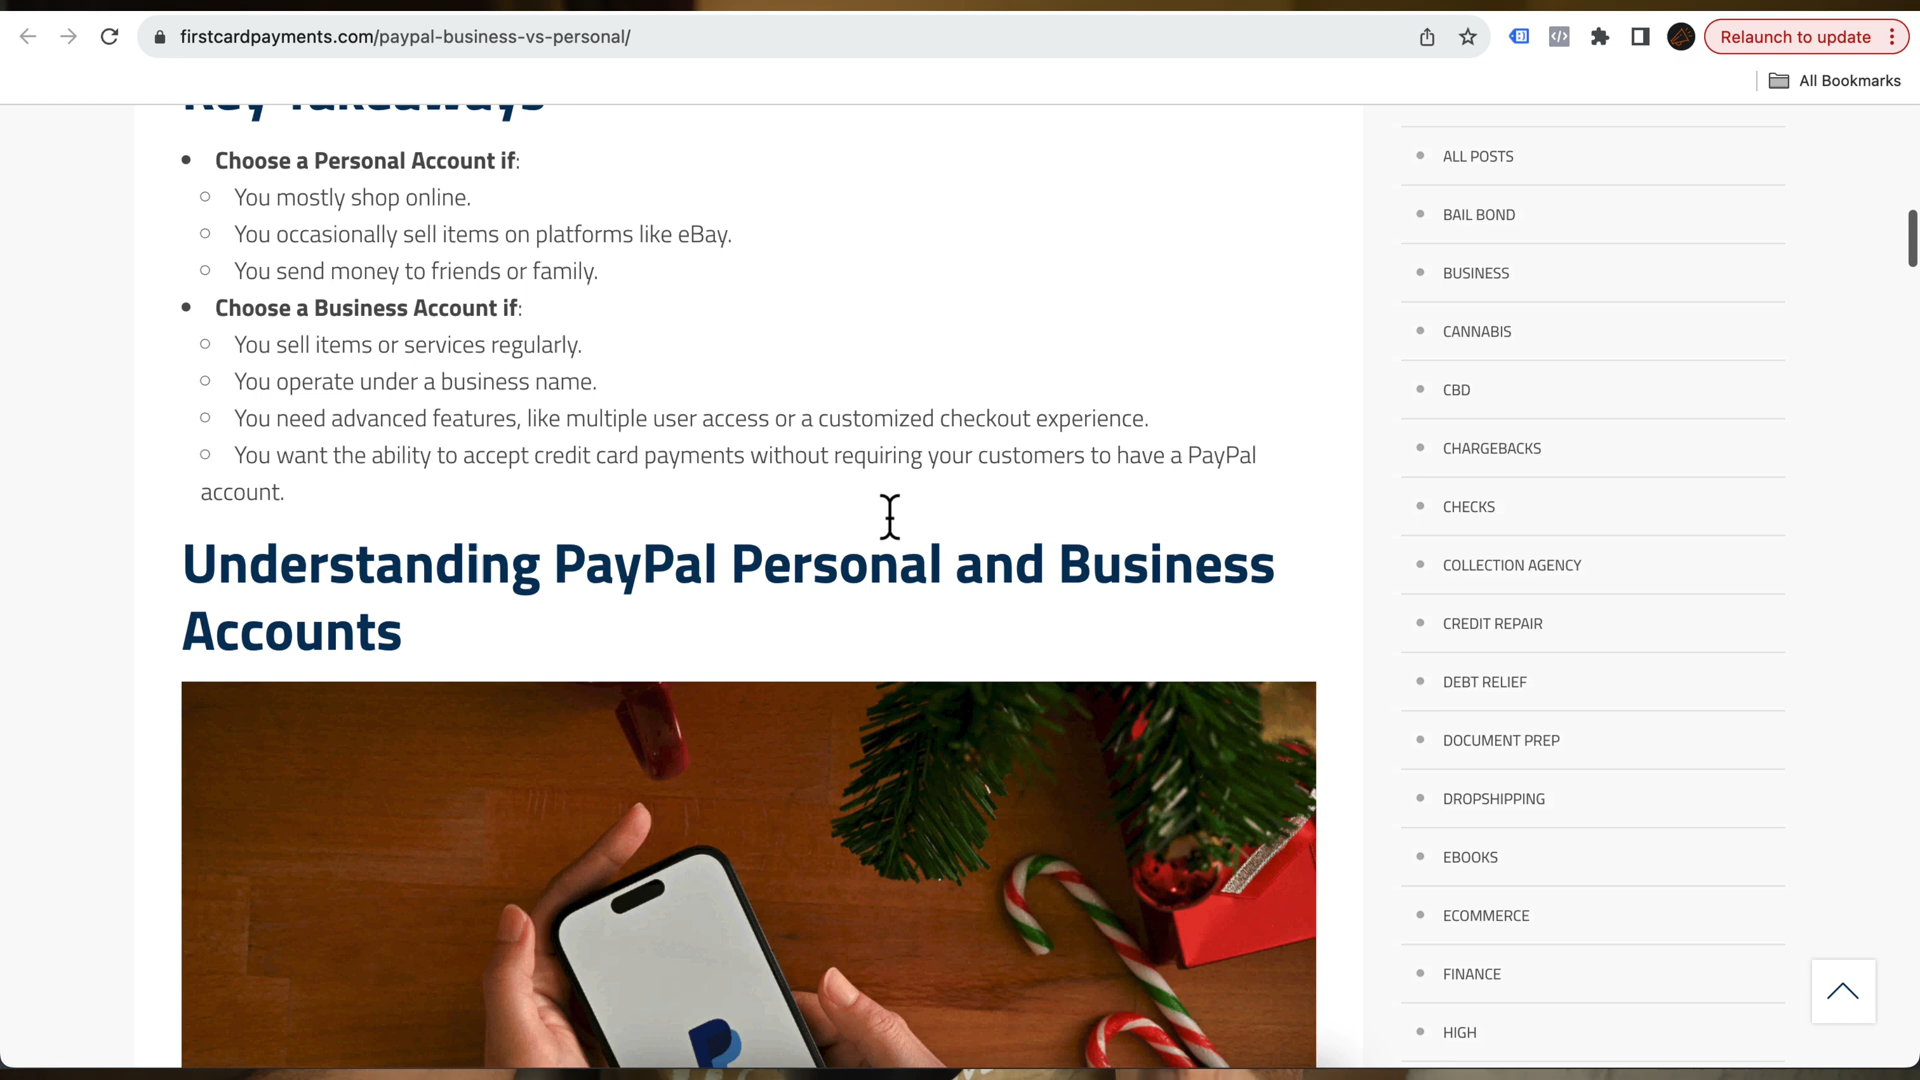 firstcardpayments.com/paypal-business-vs-personal/
Relaunch to update
All Bookmarks
Key Takeaways
Choose a Personal Account if:
You mostly shop online.
You occasionally sell items on platforms like eBay.
You send money to friends or family.
Choose a Business Account if:
You sell items or services regularly.
You operate under a business name.
You need advanced features, like multiple user access or a customized checkout experience.
You want the ability to accept credit card payments without requiring your customers to have a PayPal
account.
Understanding PayPal Personal and Business
Accounts
ALL POSTS
BAIL BOND
BUSINESS
CANNABIS
CBD
CHARGEBACKS
CHECKS
COLLECTION AGENCY
CREDIT REPAIR
DEBT RELIEF
DOCUMENT PREP
DROPSHIPPING
EBOOKS
ECOMMERCE
FINANCE
HIGH